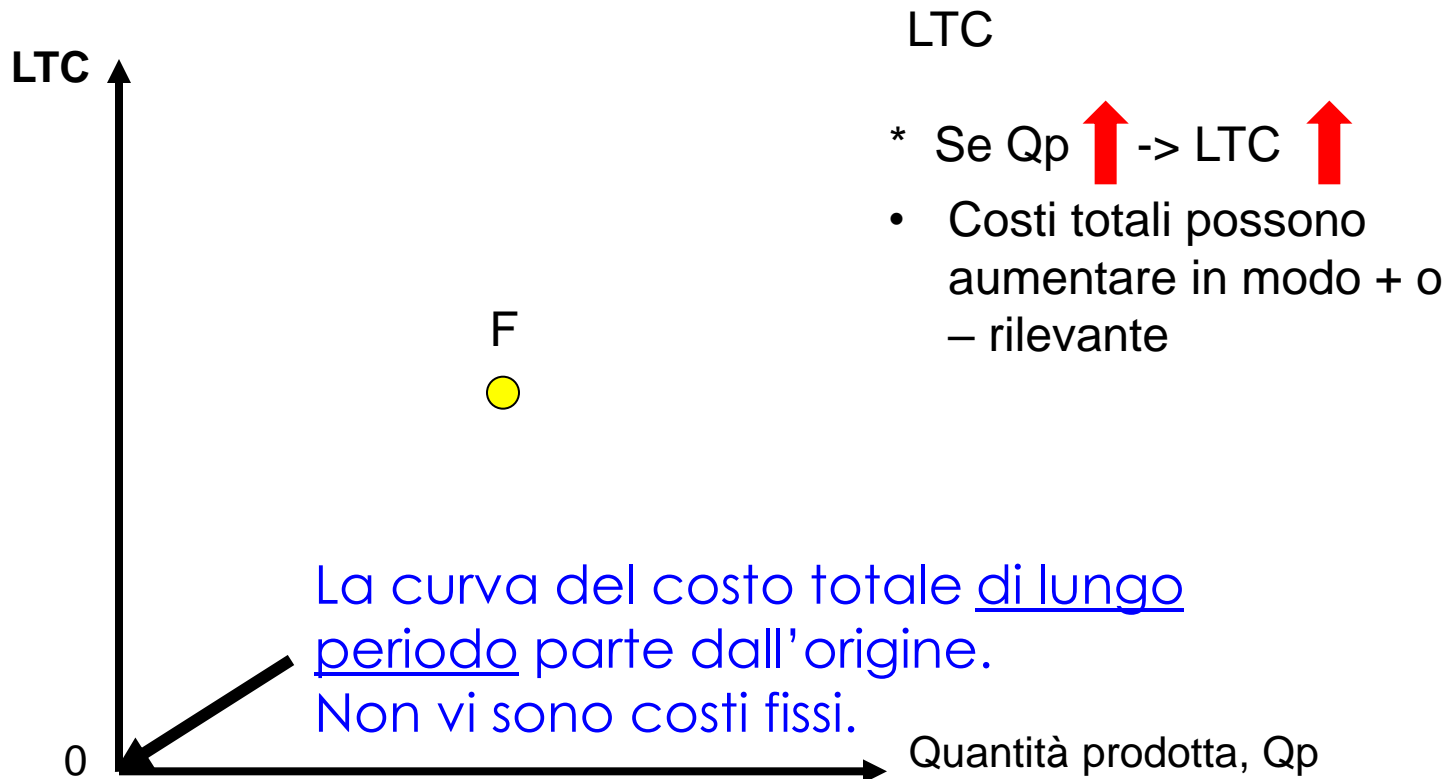 LTC
LTC
* Se Qp -> LTC
• Costi totali possono
aumentare in modo + o
– rilevante
F
La curva del costo totale di lungo
periodo parte dall’origine.
Non vi sono costi fissi.
0
Quantità prodotta, Qp